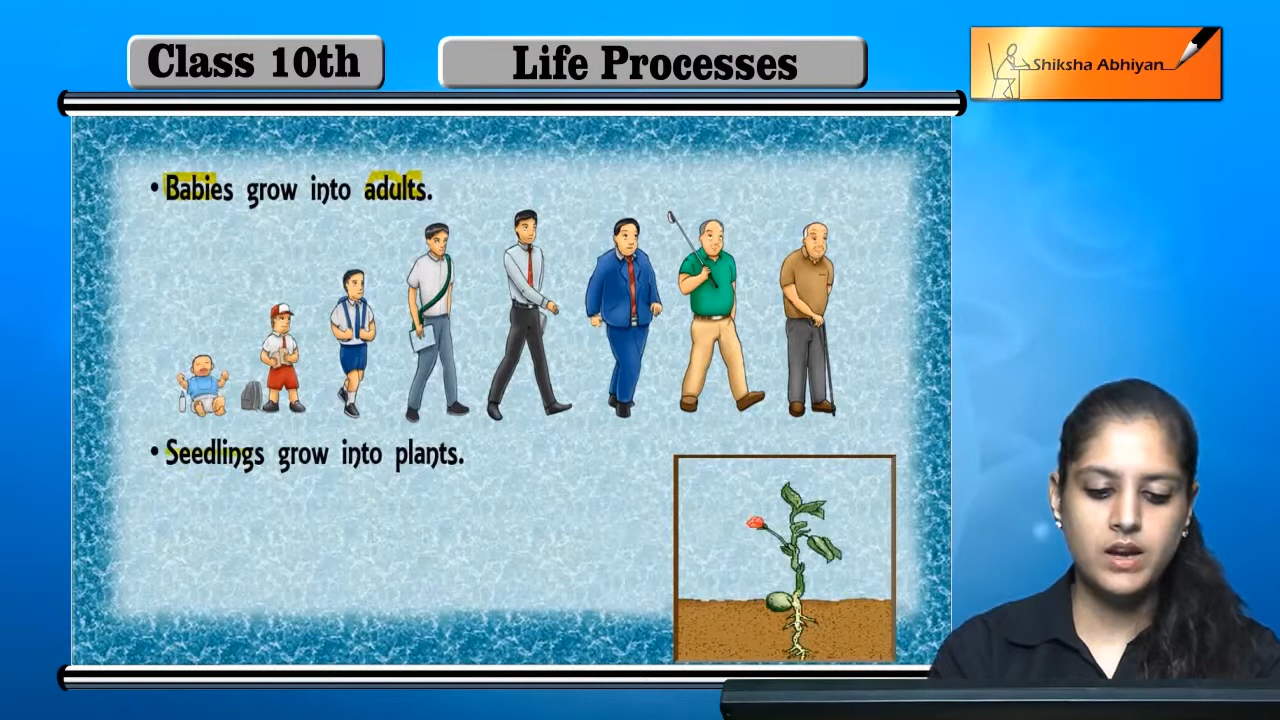 Class 10th
Life Processes
Shiksha Abhiyan
• Babies grow into adults.
• Seedlings grow into plants.